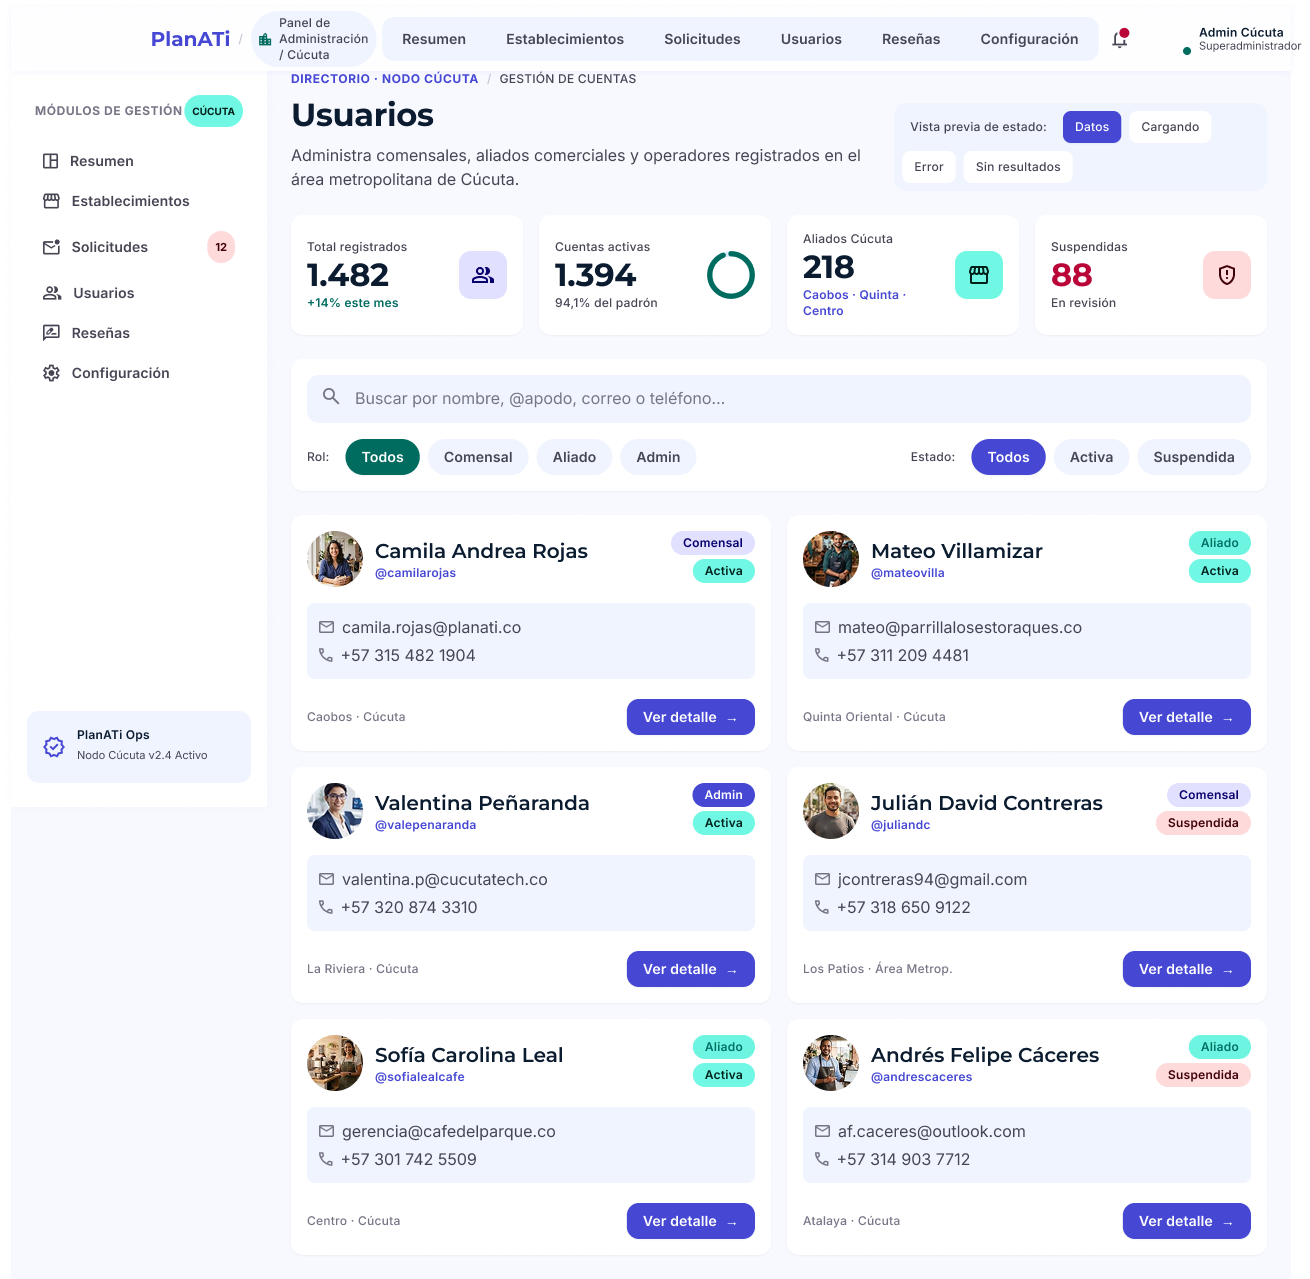 PlanATi
/
Panel de
Administración
/ Cúcuta
Resumen
Establecimientos
Solicitudes
Usuarios
Reseñas
Configuración
Admin Cúcuta
Superadministrador
MÓDULOS DE GESTIÓN
CÚCUTA
Resumen
Establecimientos
Solicitudes
12
Usuarios
Reseñas
Configuración
PlanATi Ops
Nodo Cúcuta v2.4 Activo
DIRECTORIO · NODO CÚCUTA / GESTIÓN DE CUENTAS
Usuarios
Administra comensales, aliados comerciales y operadores registrados en el
área metropolitana de Cúcuta.
Vista previa de estado:
Datos
Cargando
Error
Sin resultados
Total registrados
1.482
+14% este mes
Cuentas activas
1.394
94,1% del padrón
Aliados Cúcuta
218
Caobos · Quinta ·
Centro
Suspendidas
88
En revisión
Buscar por nombre, @apodo, correo o teléfono...
Rol:
Todos
Comensal
Aliado
Admin
Estado:
Todos
Activa
Suspendida
Camila Andrea Rojas
@camilarojas
Comensal
Activa
camila.rojas@planati.co
+57 315 482 1904
Caobos · Cúcuta
Ver detalle →
Mateo Villamizar
@mateovilla
Aliado
Activa
mateo@parrillalosestoraques.co
+57 311 209 4481
Quinta Oriental · Cúcuta
Ver detalle →
Valentina Peñaranda
@valepenaranda
Admin
Activa
valentina.p@cucutatech.co
+57 320 874 3310
La Riviera · Cúcuta
Ver detalle →
Julián David Contreras
@juliandc
Comensal
Suspendida
jcontreras94@gmail.com
+57 318 650 9122
Los Patios · Área Metrop.
Ver detalle →
Sofía Carolina Leal
@sofialealcafe
Aliado
Activa
gerencia@cafedelparque.co
+57 301 742 5509
Centro · Cúcuta
Ver detalle →
Andrés Felipe Cáceres
@andrescaceres
Aliado
Suspendida
af.caceres@outlook.com
+57 314 903 7712
Atalaya · Cúcuta
Ver detalle →